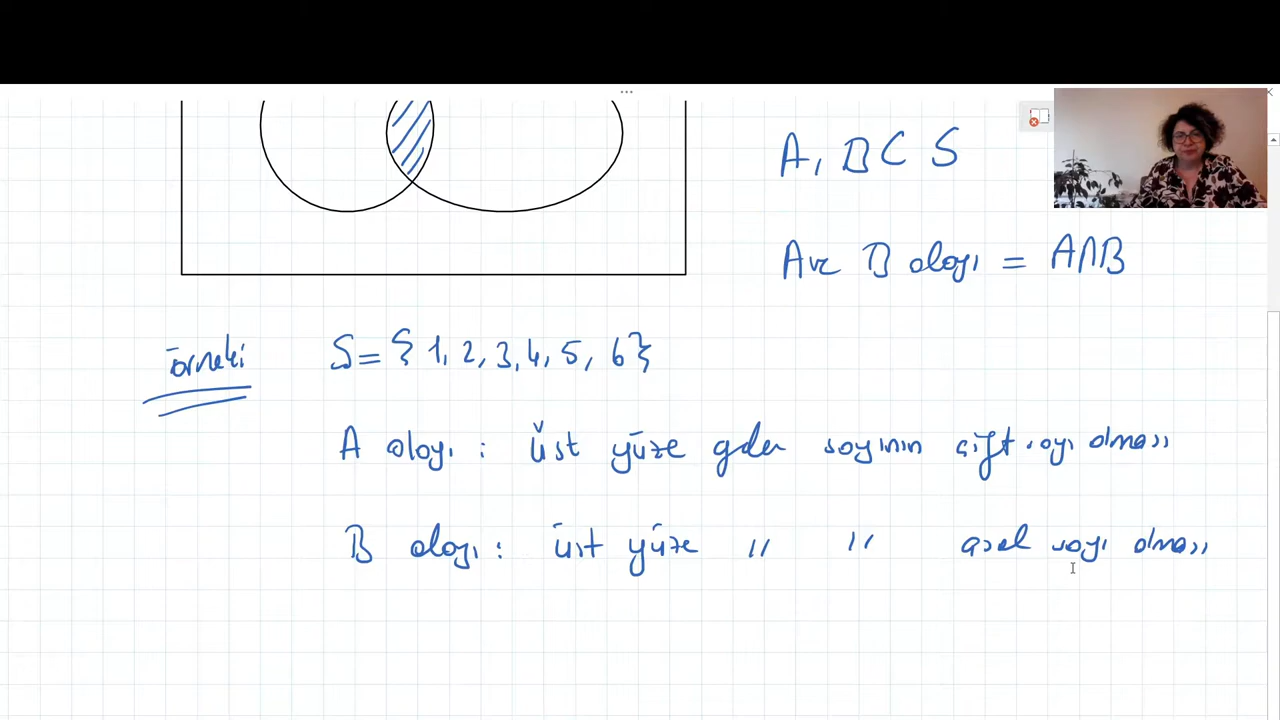 A, B ⊂ S
A ve B olayı = A∩B
örnek:
S = { 1, 2, 3, 4, 5, 6 }
A olayı : üst yüze gelen sayının çift sayı olması
B olayı : üst yüze " " asal sayı olması